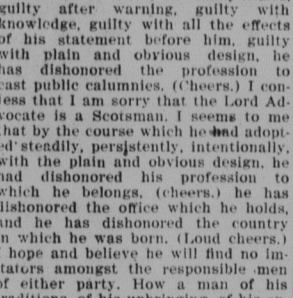 guilty after warning, guilty with
knowledge, guilty with all the effects
of his statement before him, guilty
with plain and obvious design, he
has dishonored the profession to
cast public calumnies. (Cheers.) I con-
fess that I am sorry that the Lord Ad-
vocate is a Scotsman. I seems to me
that by the course which he had adopt-
ed steadily, persistently, intentionally,
with the plain and obvious design, he
had dishonored his profession to
which he belongs, (cheers.) he has
dishonored the office which he holds,
and he has dishonored the country
in which he was born. (Loud cheers.)
I hope and believe he will find no im-
itators amongst the responsible men
of either party. How a man of his